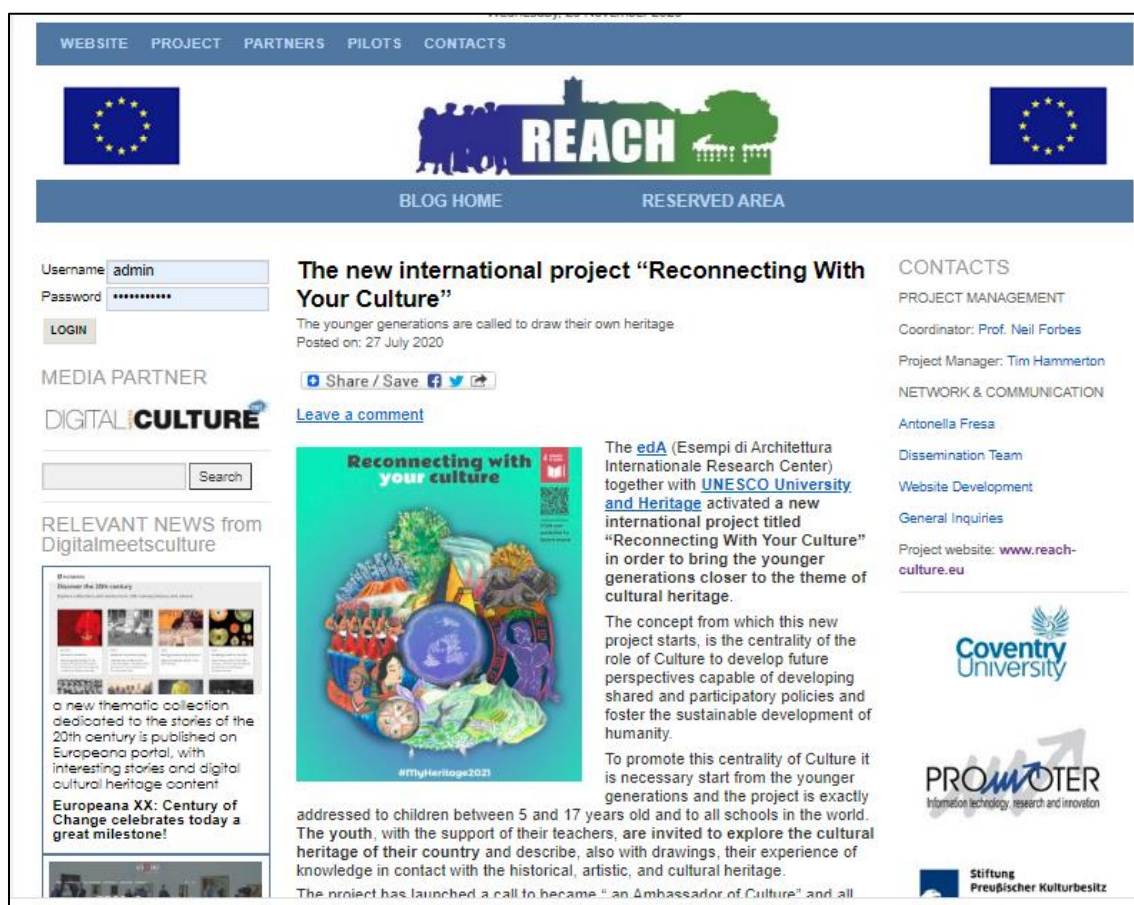 WEBSITE PROJECT PARTNERS PILOTS CONTACTS
REACH
BLOG HOME RESERVED AREA
Username admin
Password •••••••••••
LOGIN
MEDIA PARTNER
DIGITAL meets CULTURE
Search
RELEVANT NEWS from
Digitalmeetsculture
Discover the 20th century
a new thematic collection
dedicated to the stories of the
20th century is published on
Europeana portal, with
interesting stories and digital
cultural heritage content
Europeana XX: Century of
Change celebrates today a
great milestone!
The new international project “Reconnecting With
Your Culture”
The younger generations are called to draw their own heritage
Posted on: 27 July 2020
Share / Save
Leave a comment
Reconnecting with
your culture
#MyHeritage2021
The edA (Esempi di Architettura
Internationale Research Center)
together with UNESCO University
and Heritage activated a new
international project titled
“Reconnecting With Your Culture”
in order to bring the younger
generations closer to the theme of
cultural heritage.
The concept from which this new
project starts, is the centrality of the
role of Culture to develop future
perspectives capable of developing
shared and participatory policies and
foster the sustainable development of
humanity.
To promote this centrality of Culture it
is necessary start from the younger
generations and the project is exactly
addressed to children between 5 and 17 years old and to all schools in the world.
The youth, with the support of their teachers, are invited to explore the cultural
heritage of their country and describe, also with drawings, their experience of
knowledge in contact with the historical, artistic, and cultural heritage.
The project has launched a call to became “ an Ambassador of Culture” and all
CONTACTS
PROJECT MANAGEMENT
Coordinator: Prof. Neil Forbes
Project Manager: Tim Hammerton
NETWORK & COMMUNICATION
Antonella Fresa
Dissemination Team
Website Development
General Inquiries
Project website: www.reach-
culture.eu
Coventry
University
PROMOTER
Information technology, research and innovation
Stiftung
Preußischer Kulturbesitz